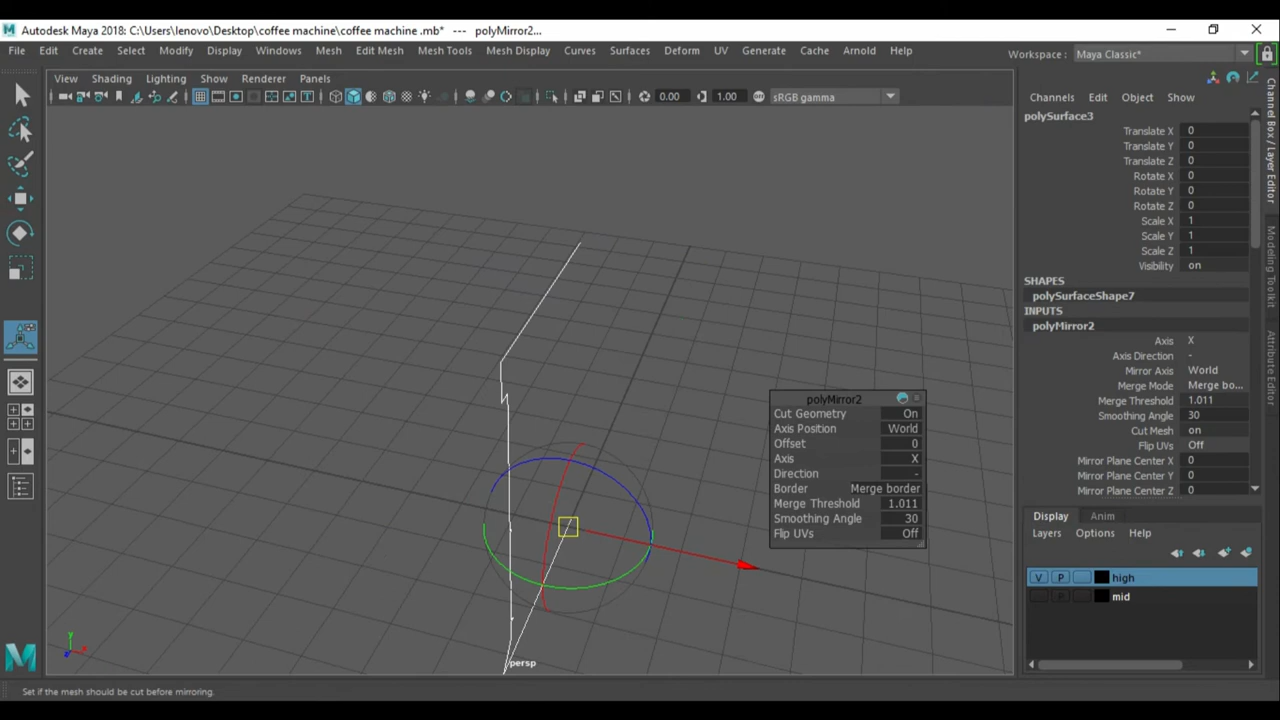 Autodesk Maya 2018: C:\Users\lenovo\Desktop\coffee machine\coffee machine .mb* --- polyMirror2...
File Edit Create Select Modify Display Windows Mesh Edit Mesh Mesh Tools Mesh Display Curves Surfaces Deform UV Generate Cache Arnold Help
Workspace : Maya Classic*
View Shading Lighting Show Renderer Panels
0.00 1.00 sRGB gamma
Channels Edit Object Show
polySurface3
Translate X 0
Translate Y 0
Translate Z 0
Rotate X 0
Rotate Y 0
Rotate Z 0
Scale X 1
Scale Y 1
Scale Z 1
Visibility on
SHAPES
polySurfaceShape7
INPUTS
polyMirror2
Axis X
Axis Direction -
Mirror Axis World
Merge Mode Merge bo...
Merge Threshold 1.011
Smoothing Angle 30
Cut Mesh on
Flip UVs Off
Mirror Plane Center X 0
Mirror Plane Center Y 0
Mirror Plane Center Z 0
Channel Box / Layer Editor
Modeling Toolkit
Attribute Editor
polyMirror2
Cut Geometry On
Axis Position World
Offset 0
Axis X
Direction -
Border Merge border
Merge Threshold 1.011
Smoothing Angle 30
Flip UVs Off
Display Anim
Layers Options Help
V P high
P mid
y
x
z
persp
Set if the mesh should be cut before mirroring.